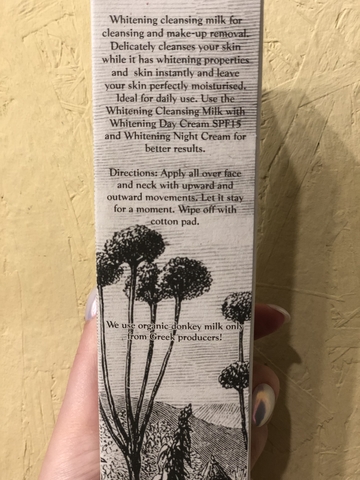 Whitening cleansing milk for
cleansing and make-up removal.
Delicately cleanses your skin
while it has whitening properties
and skin instantly and leave
your skin perfectly moisturised.
Ideal for daily use. Use the
Whitening Cleansing Milk with
Whitening Day Cream SPF15
and Whitening Night Cream for
better results.
Directions: Apply all over face
and neck with upward and
outward movements. Let it stay
for a moment. Wipe off with
cotton pad.
We use organic donkey milk only
from Greek producers!